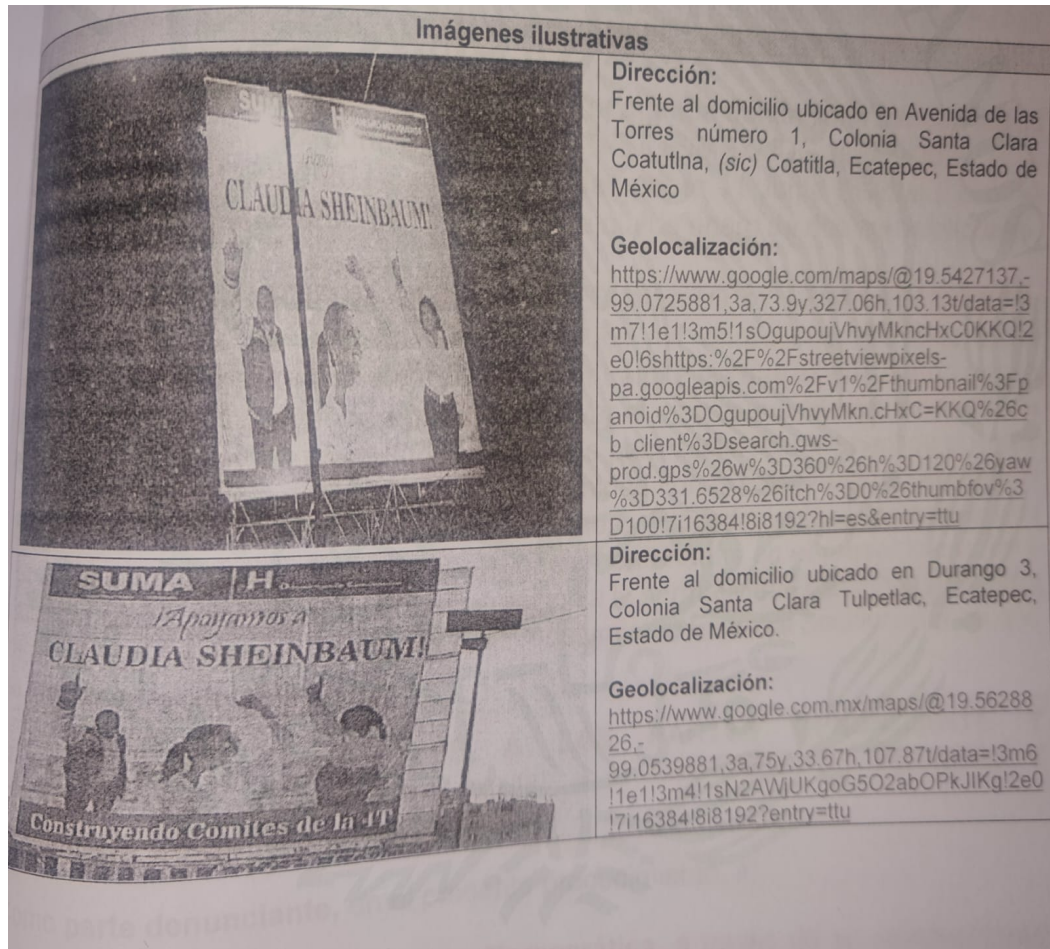 Imágenes ilustrativas
SUMA
H
CLAUDIA SHEINBAUM!
Dirección:
Frente al domicilio ubicado en Avenida de las
Torres número 1, Colonia Santa Clara
Coatutlna, (sic) Coatitla, Ecatepec, Estado de
México
Geolocalización:
https://www.google.com/maps/@19.5427137,-
99.0725881,3a,73.9y,327.06h,103.13t/data=!3
m7!1e1!3m5!1sOgupoujVhvyMkncHxC0KKQ!2
e0!6shttps:%2F%2Fstreetviewpixels-
pa.googleapis.com%2Fv1%2Fthumbnail%3Fp
anoid%3DOgupoujVhvyMkn.cHxC=KKQ%26c
b_client%3Dsearch.gws-
prod.gps%26w%3D360%26h%3D120%26yaw
%3D331.6528%26itch%3D0%26thumbfov%3
D100!7i16384!8i8192?hl=es&entry=ttu
SUMA H
¡Apoyamos a
CLAUDIA SHEINBAUM!
Construyendo Comites de la 4T
Dirección:
Frente al domicilio ubicado en Durango 3,
Colonia Santa Clara Tulpetlac, Ecatepec,
Estado de México.
Geolocalización:
https://www.google.com.mx/maps/@19.56288
26,-
99.0539881,3a,75y,33.67h,107.87t/data=!3m6
!1e1!3m4!1sN2AWjUKgoG5O2abOPkJIKg!2e0
!7i16384!8i8192?entry=ttu
parte denunciante,